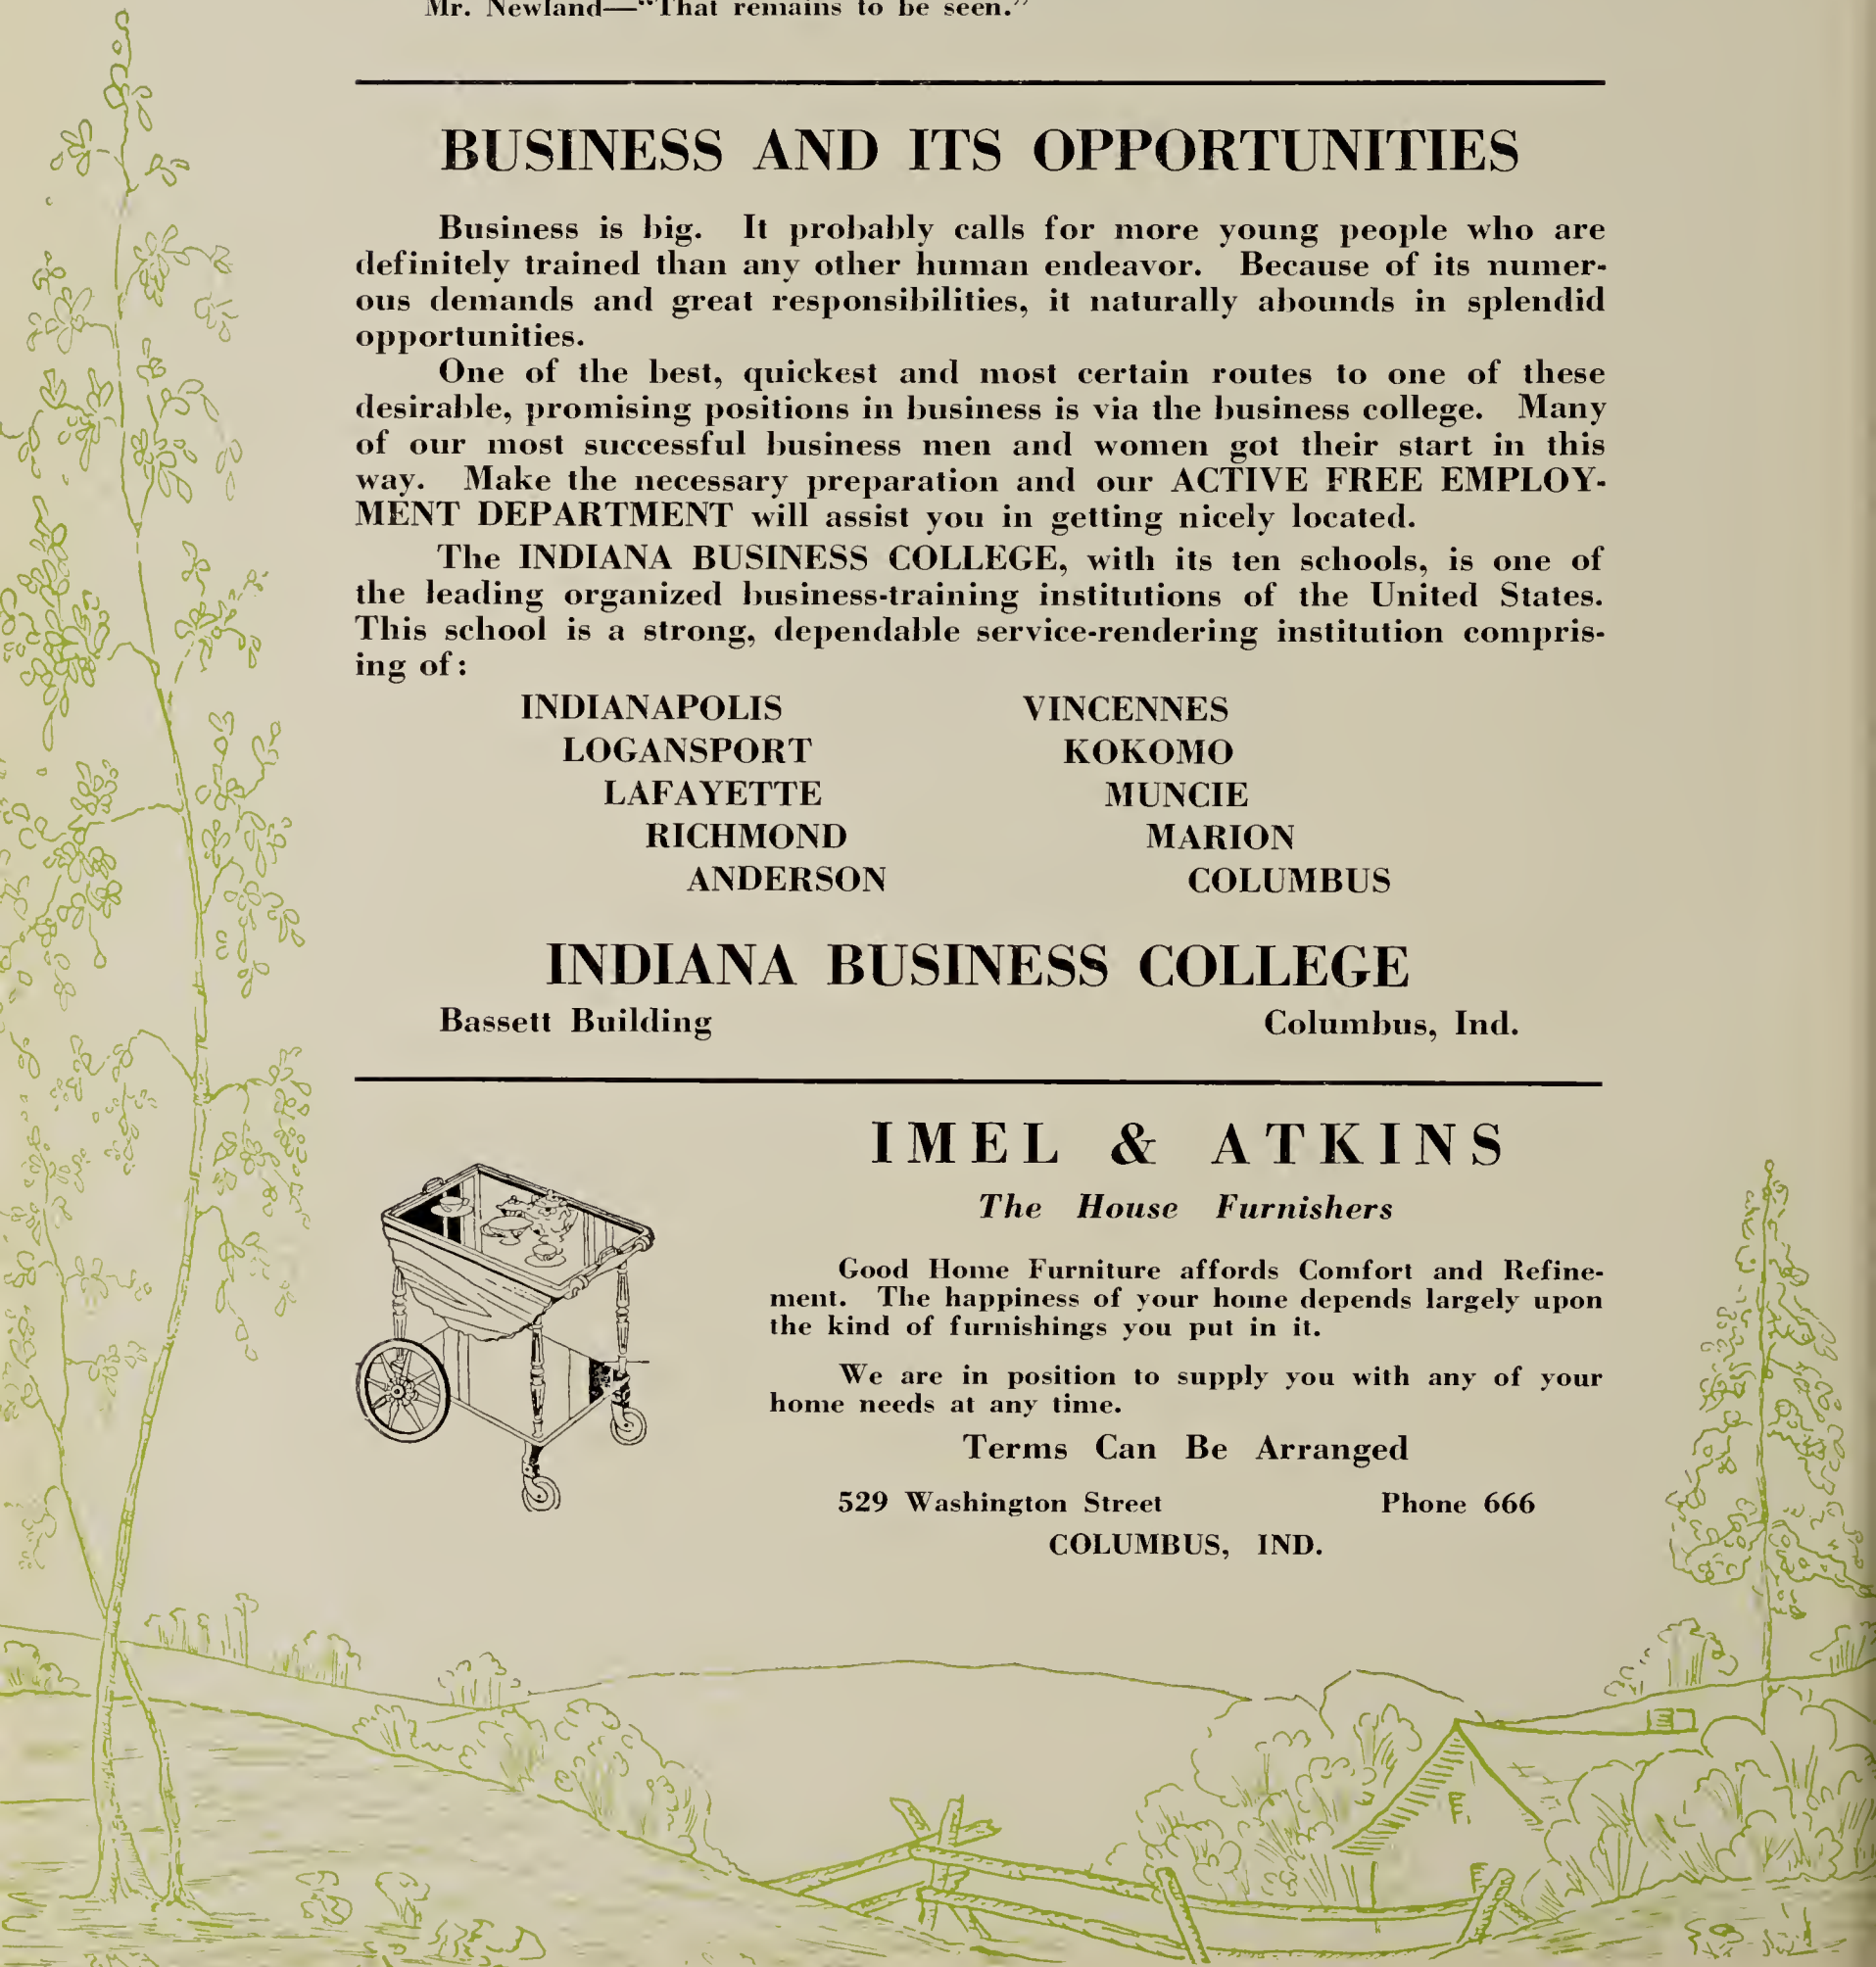 Mr. Newland—"That remains to be seen."
BUSINESS AND ITS OPPORTUNITIES
Business is big. It probably calls for more young people who are
definitely trained than any other human endeavor. Because of its numer-
ous demands and great responsibilities, it naturally abounds in splendid
opportunities.
One of the best, quickest and most certain routes to one of these
desirable, promising positions in business is via the business college. Many
of our most successful business men and women got their start in this
way. Make the necessary preparation and our ACTIVE FREE EMPLOY-
MENT DEPARTMENT will assist you in getting nicely located.
The INDIANA BUSINESS COLLEGE, with its ten schools, is one of
the leading organized business-training institutions of the United States.
This school is a strong, dependable service-rendering institution compris-
ing of:
INDIANAPOLIS VINCENNES
LOGANSPORT KOKOMO
LAFAYETTE MUNCIE
RICHMOND MARION
ANDERSON COLUMBUS
INDIANA BUSINESS COLLEGE
Bassett Building Columbus, Ind.
IMEL & ATKINS
The House Furnishers
Good Home Furniture affords Comfort and Refine-
ment. The happiness of your home depends largely upon
the kind of furnishings you put in it.
We are in position to supply you with any of your
home needs at any time.
Terms Can Be Arranged
529 Washington Street Phone 666
COLUMBUS, IND.